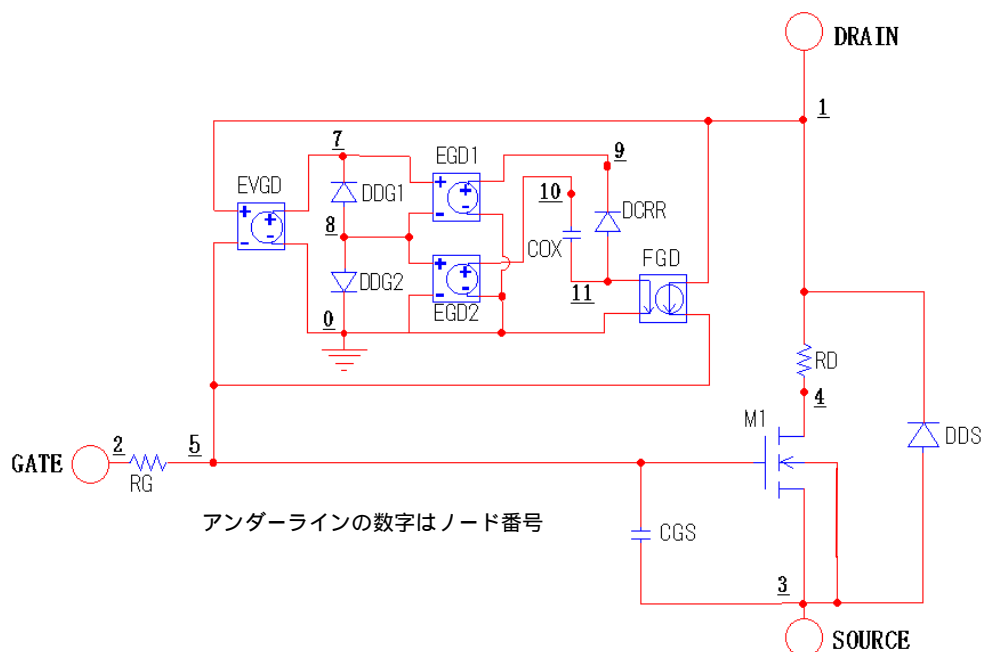 DRAIN
1
7
EGD1
9
EVGD
DDG1
10
DCRR
8
COX
FGD
DDG2
11
EGD2
0
RD
4
M1
GATE
2
5
RG
DDS
アンダーラインの数字はノード番号
CGS
3
SOURCE